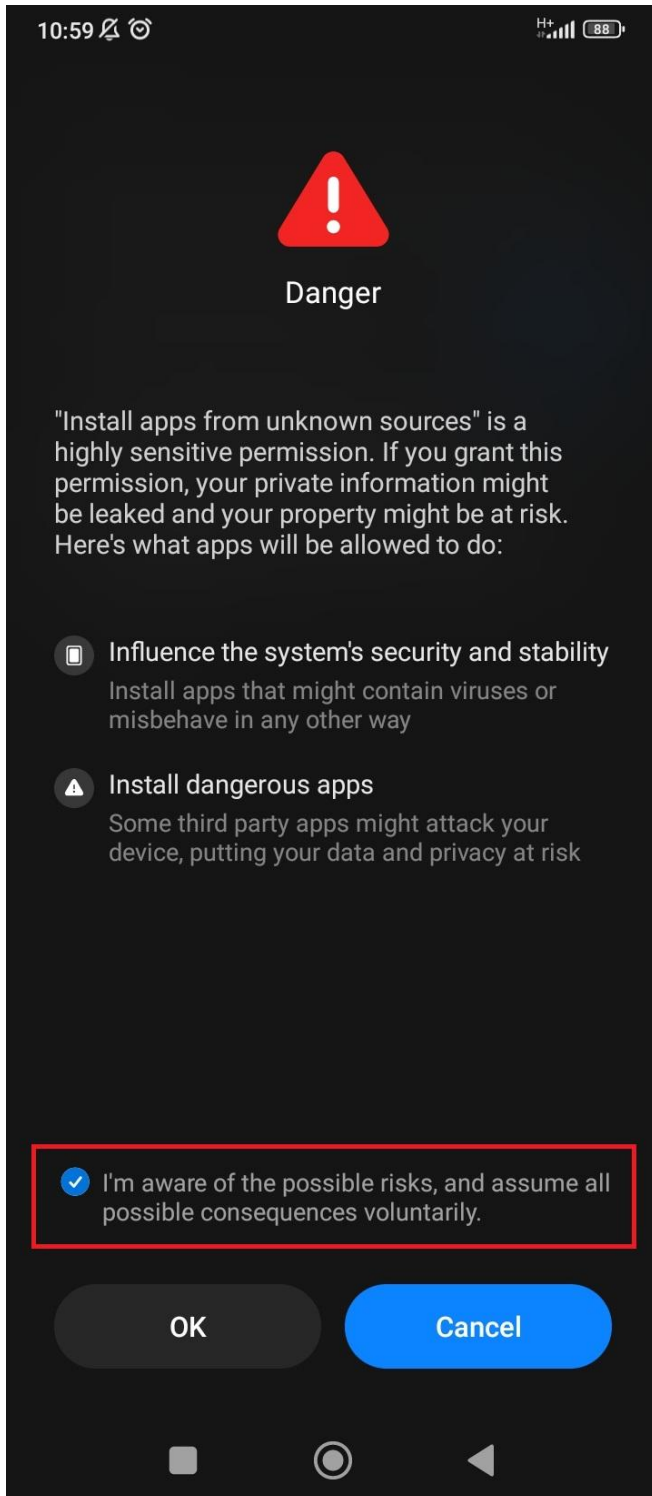 10:59
H+
88
Danger
"Install apps from unknown sources" is a
highly sensitive permission. If you grant this
permission, your private information might
be leaked and your property might be at risk.
Here's what apps will be allowed to do:
Influence the system's security and stability
Install apps that might contain viruses or
misbehave in any other way
Install dangerous apps
Some third party apps might attack your
device, putting your data and privacy at risk
I'm aware of the possible risks, and assume all
possible consequences voluntarily.
OK
Cancel